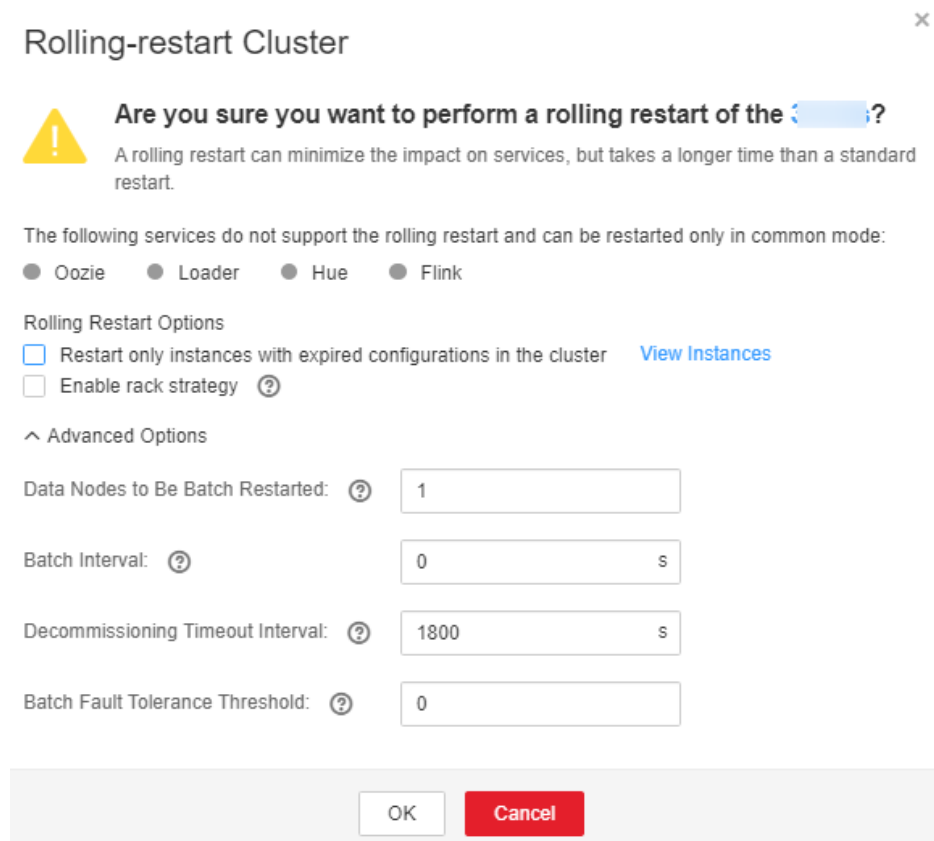 Rolling-restart Cluster
Are you sure you want to perform a rolling restart of the ?
A rolling restart can minimize the impact on services, but takes a longer time than a standard
restart.
The following services do not support the rolling restart and can be restarted only in common mode:
Oozie Loader Hue Flink
Rolling Restart Options
Restart only instances with expired configurations in the cluster View Instances
Enable rack strategy ?
Advanced Options
Data Nodes to Be Batch Restarted: ? 1
Batch Interval: ? 0 s
Decommissioning Timeout Interval: ? 1800 s
Batch Fault Tolerance Threshold: ? 0
OK Cancel